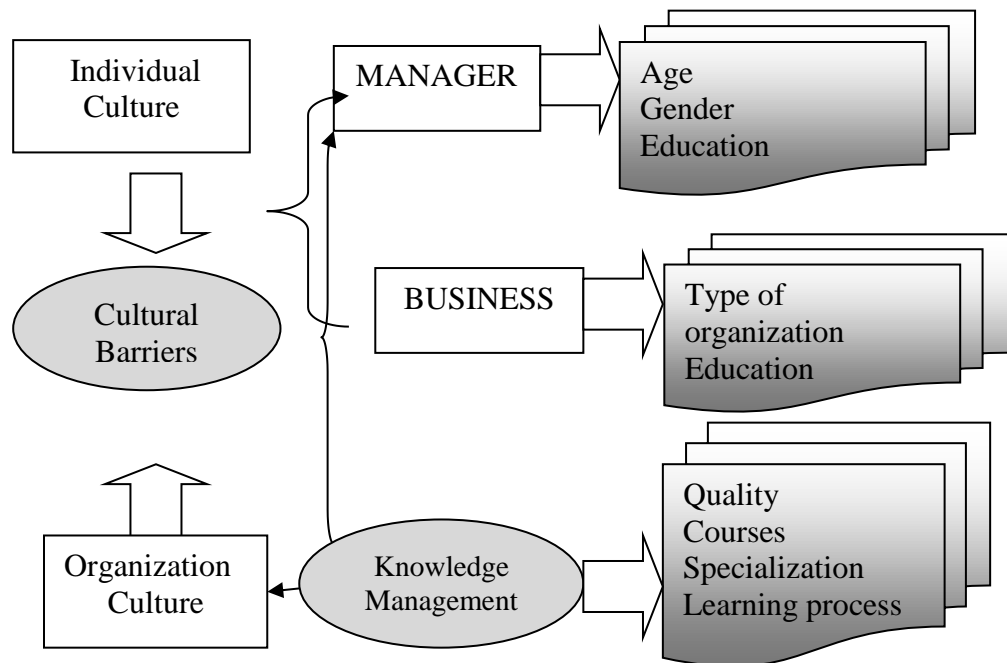 Individual
Culture
MANAGER
Age
Gender
Education
Cultural
Barriers
BUSINESS
Type of
organization
Education
Organization
Culture
Knowledge
Management
Quality
Courses
Specialization
Learning process